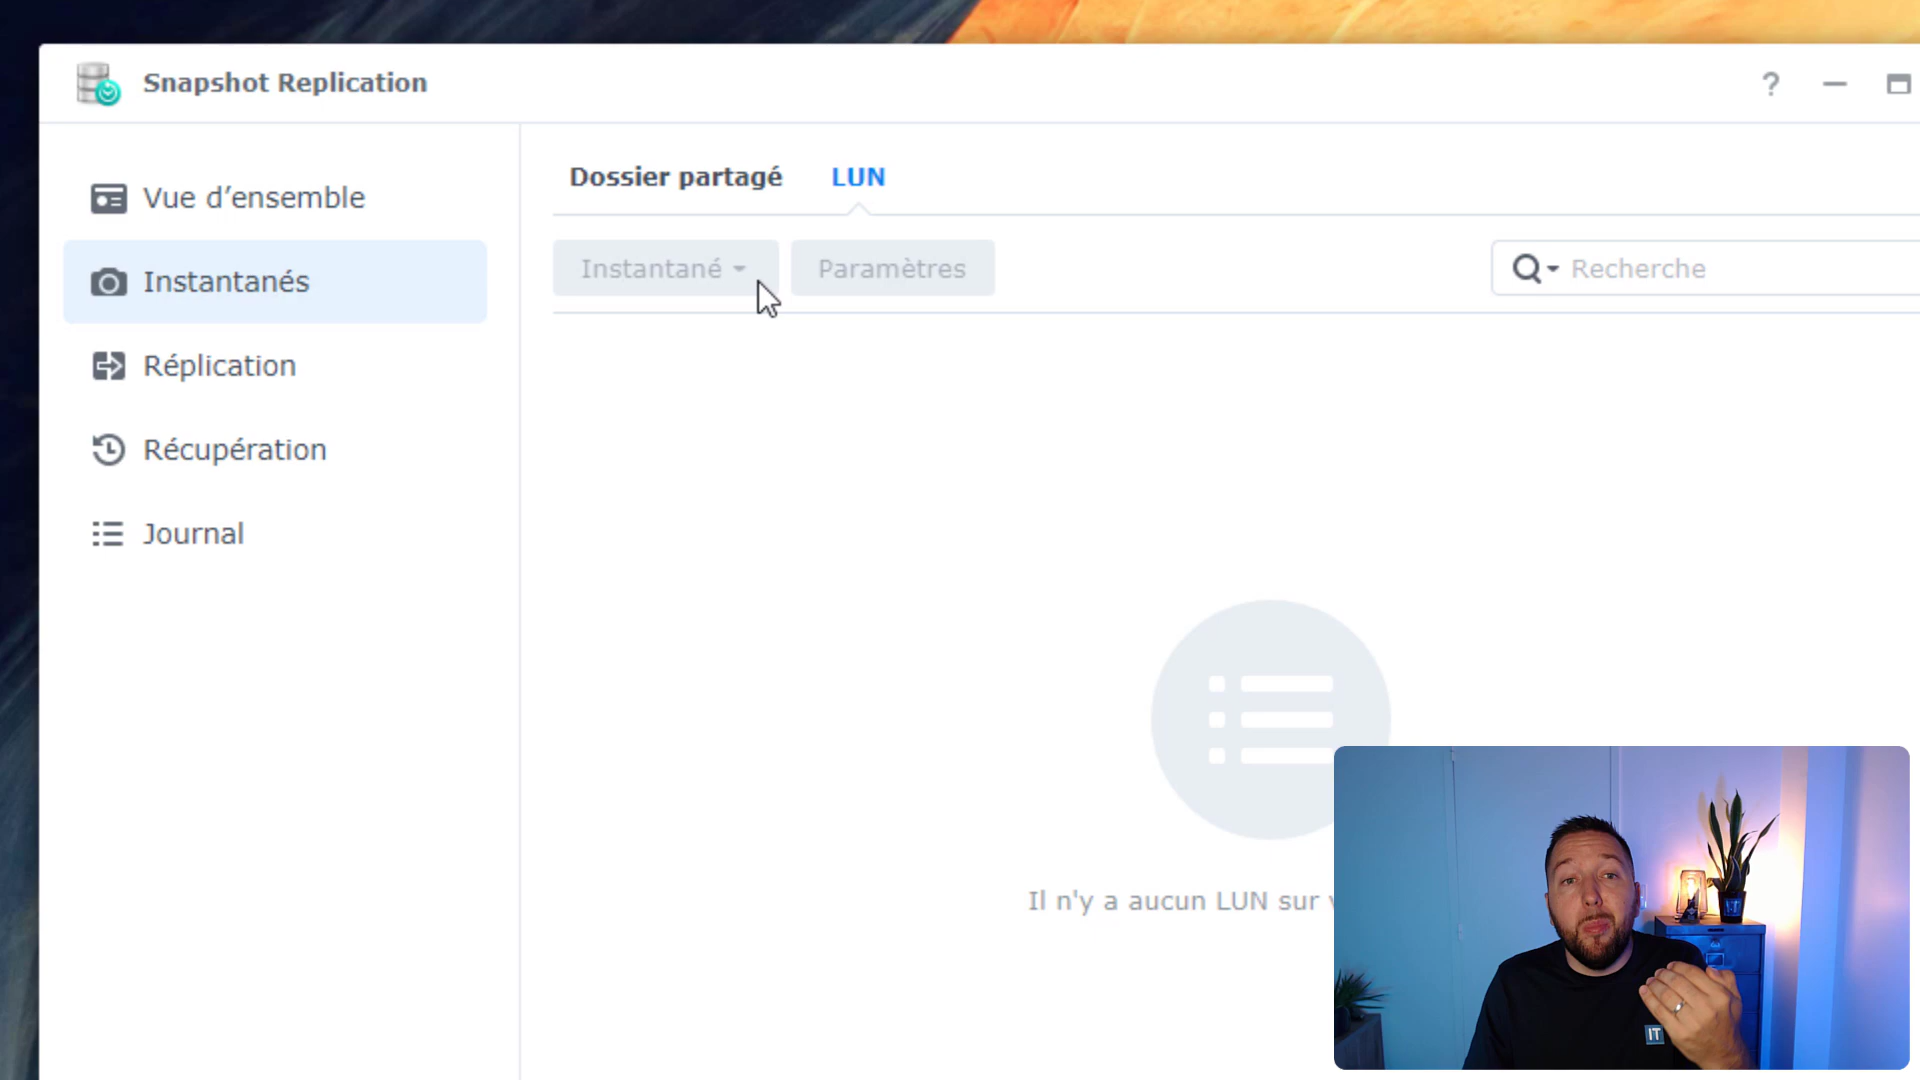 Snapshot Replication
?
Vue d’ensemble
Instantanés
Réplication
Récupération
Journal
Dossier partagé
LUN
Instantané
Paramètres
Recherche
Il n'y a aucun LUN sur
IT